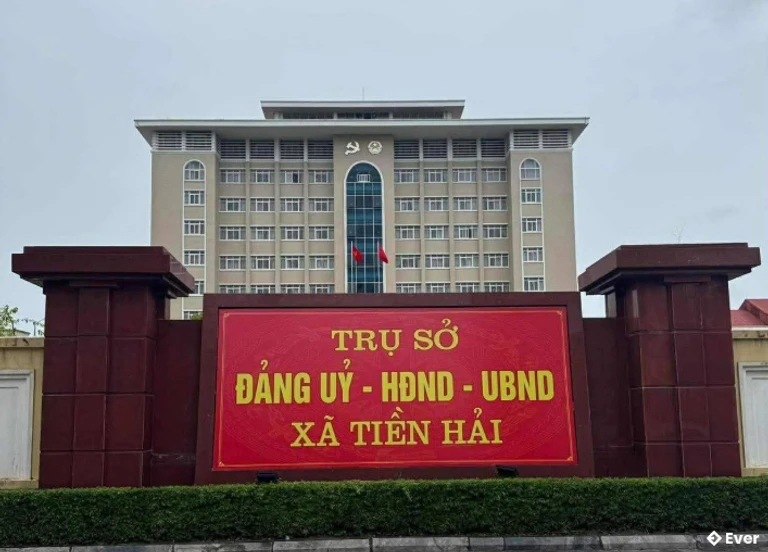 TRỤ SỞ
ĐẢNG UỶ - HĐND - UBND
XÃ TIỀN HẢI
Ever